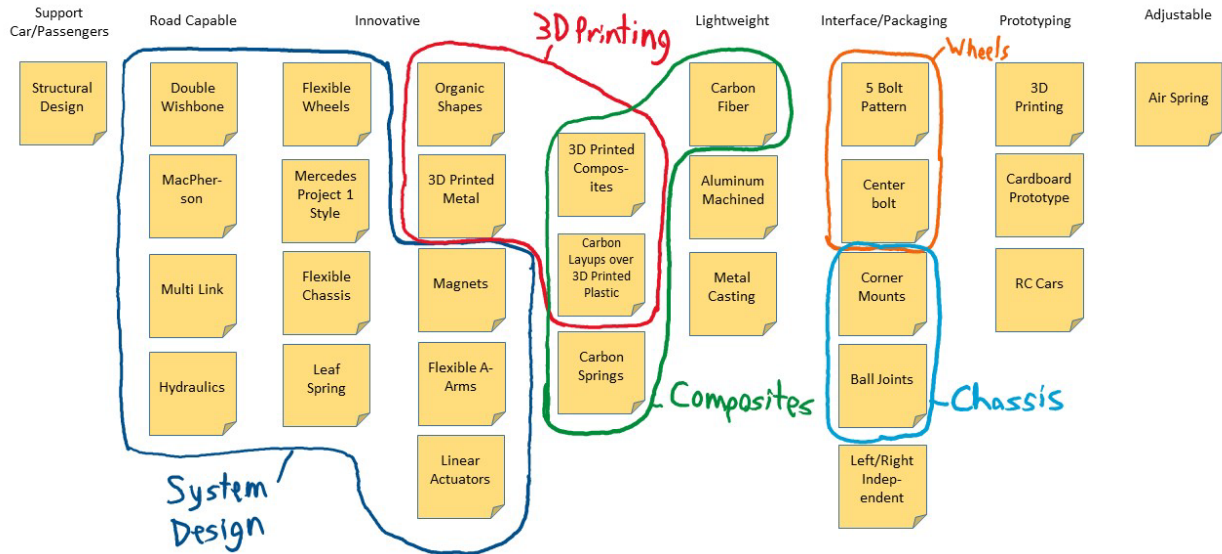 Support
Car/Passengers
Road Capable
Innovative
Lightweight
Interface/Packaging
Prototyping
Adjustable
3D Printing
Wheels
Structural
Design
Double
Wishbone
Flexible
Wheels
Organic
Shapes
Carbon
Fiber
5 Bolt
Pattern
3D
Printing
Air Spring
MacPher-
son
Mercedes
Project 1
Style
3D Printed
Metal
3D Printed
Compos-
ites
Aluminum
Machined
Center
bolt
Cardboard
Prototype
Multi Link
Flexible
Chassis
Magnets
Carbon
Layups over
3D Printed
Plastic
Metal
Casting
Corner
Mounts
RC Cars
Hydraulics
Leaf
Spring
Flexible A-
Arms
Carbon
Springs
Ball Joints
Composites
Chassis
Linear
Actuators
Left/Right
Indep-
endent
System
Design